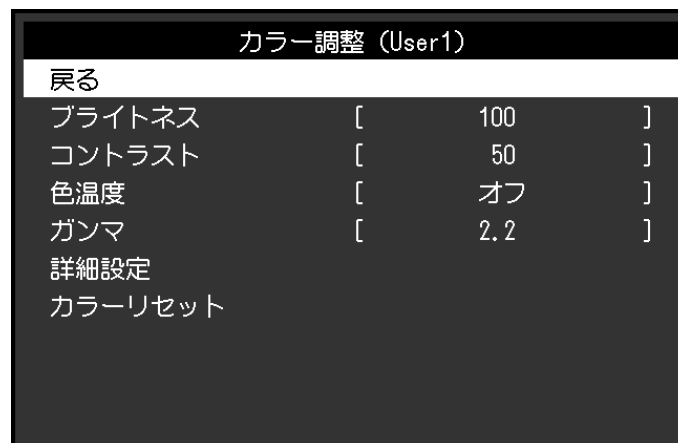 カラー調整 (User1)
戻る
ブライトネス [ 100 ]
コントラスト [ 50 ]
色温度 [ オフ ]
ガンマ [ 2.2 ]
詳細設定
カラーリセット